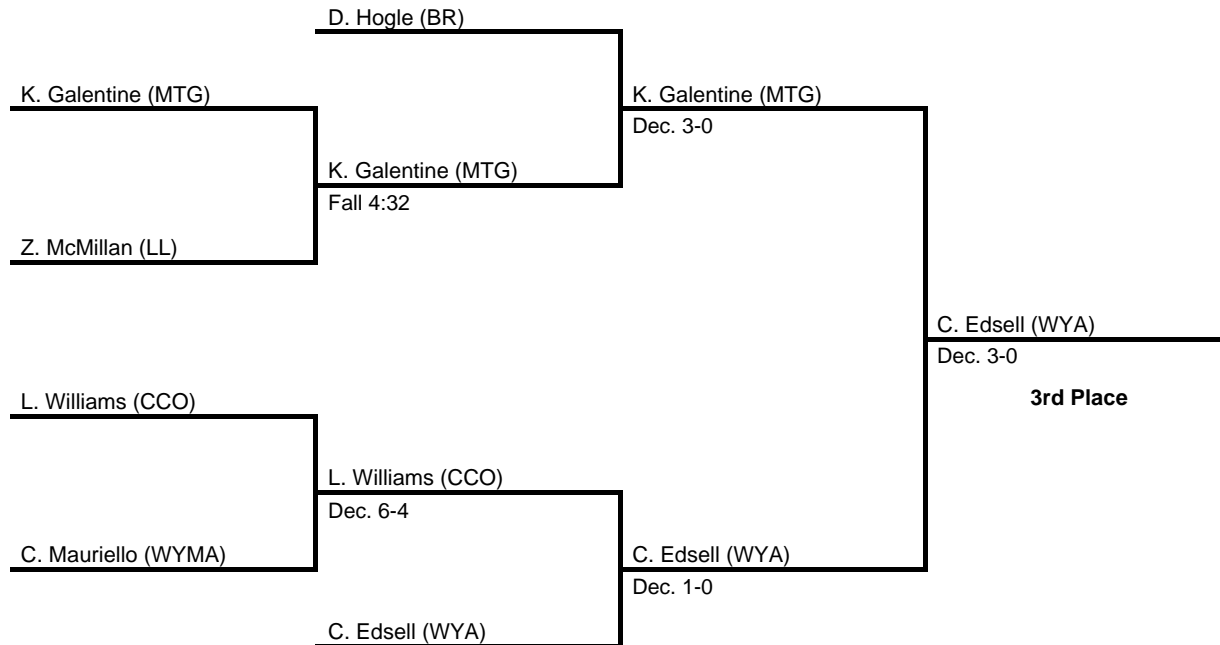 D. Hogle (BR)
K. Galentine (MTG)
K. Galentine (MTG)
Dec. 3-0
K. Galentine (MTG)
Fall 4:32
Z. McMillan (LL)
C. Edsell (WYA)
Dec. 3-0
3rd Place
L. Williams (CCO)
L. Williams (CCO)
Dec. 6-4
C. Mauriello (WYMA)
C. Edsell (WYA)
Dec. 1-0
C. Edsell (WYA)